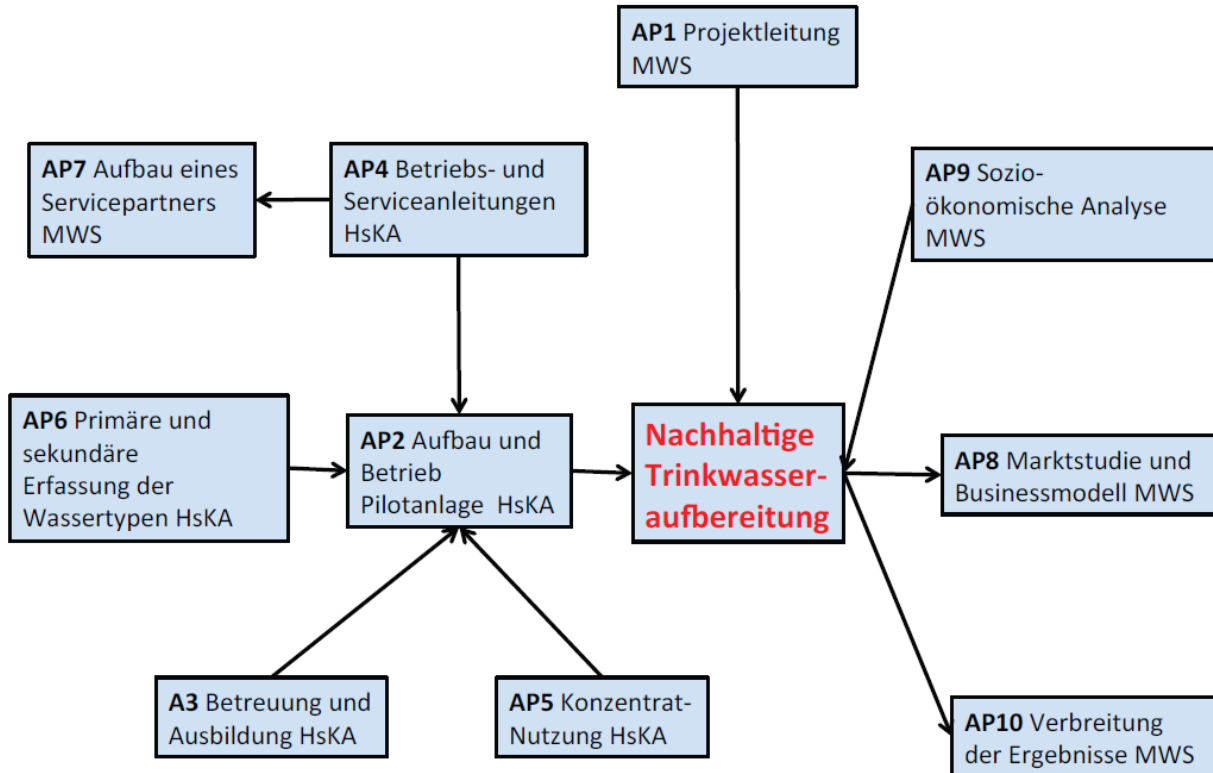 AP1 Projektleitung
MWS
AP7 Aufbau eines
Servicepartners
MWS
AP4 Betriebs- und
Serviceanleitungen
HsKA
AP9 Sozio-
ökonomische Analyse
MWS
AP6 Primäre und
sekundäre
Erfassung der
Wassertypen HsKA
AP2 Aufbau und
Betrieb
Pilotanlage HsKA
Nachhaltige
Trinkwasser-
aufbereitung
AP8 Marktstudie und
Businessmodell MWS
A3 Betreuung und
Ausbildung HsKA
AP5 Konzentrat-
Nutzung HsKA
AP10 Verbreitung
der Ergebnisse MWS